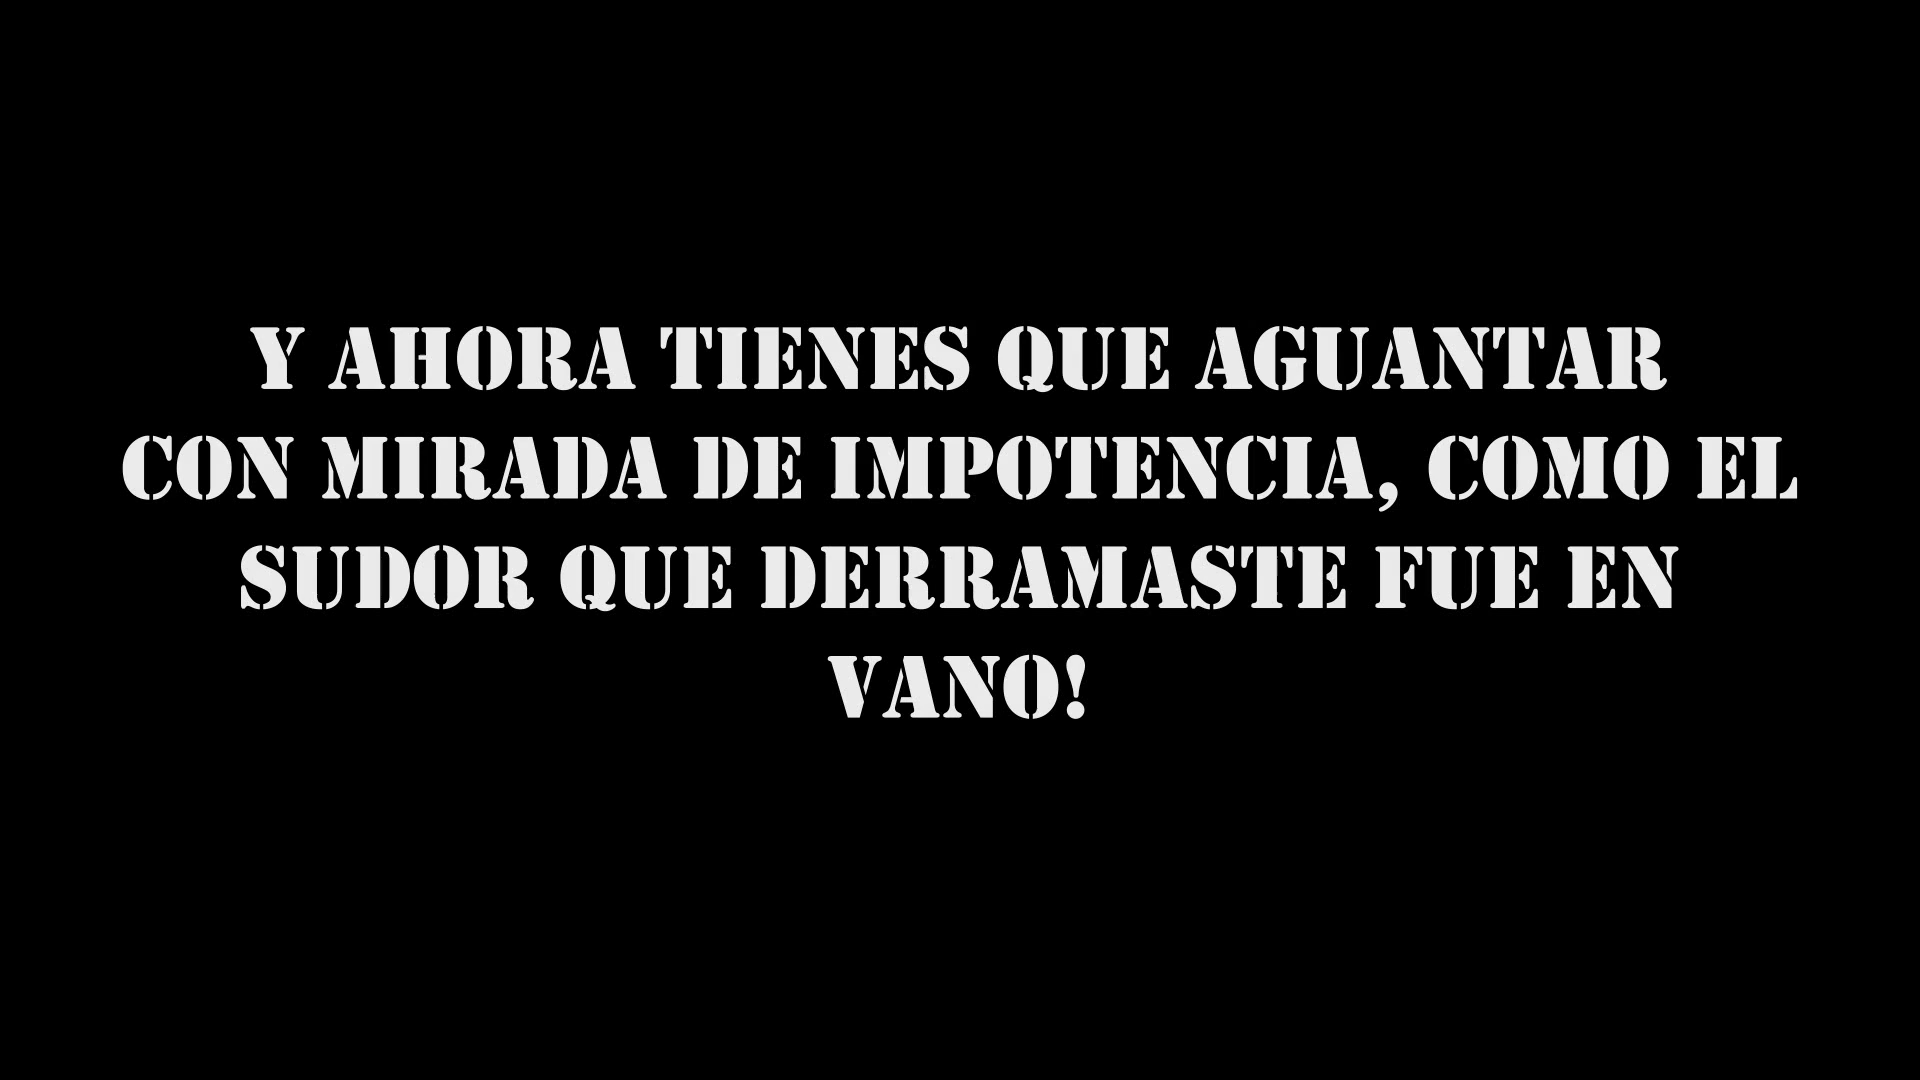 Y AHORA TIENES QUE AGUANTAR
CON MIRADA DE IMPOTENCIA, COMO EL
SUDOR QUE DERRAMASTE FUE EN
VANO!